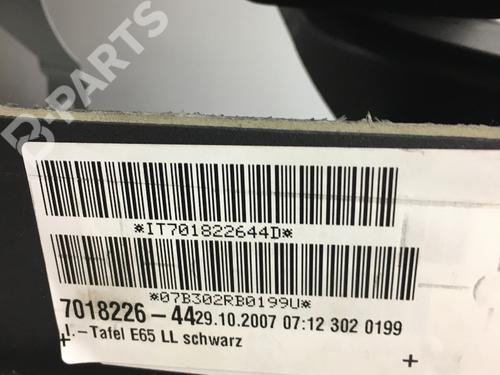 B-PARTS
*IT701822644D*
*07B302RB0199U*
7018226-44 29.10.2007 07:12 302 0199
I.-Tafel E65 LL schwarz